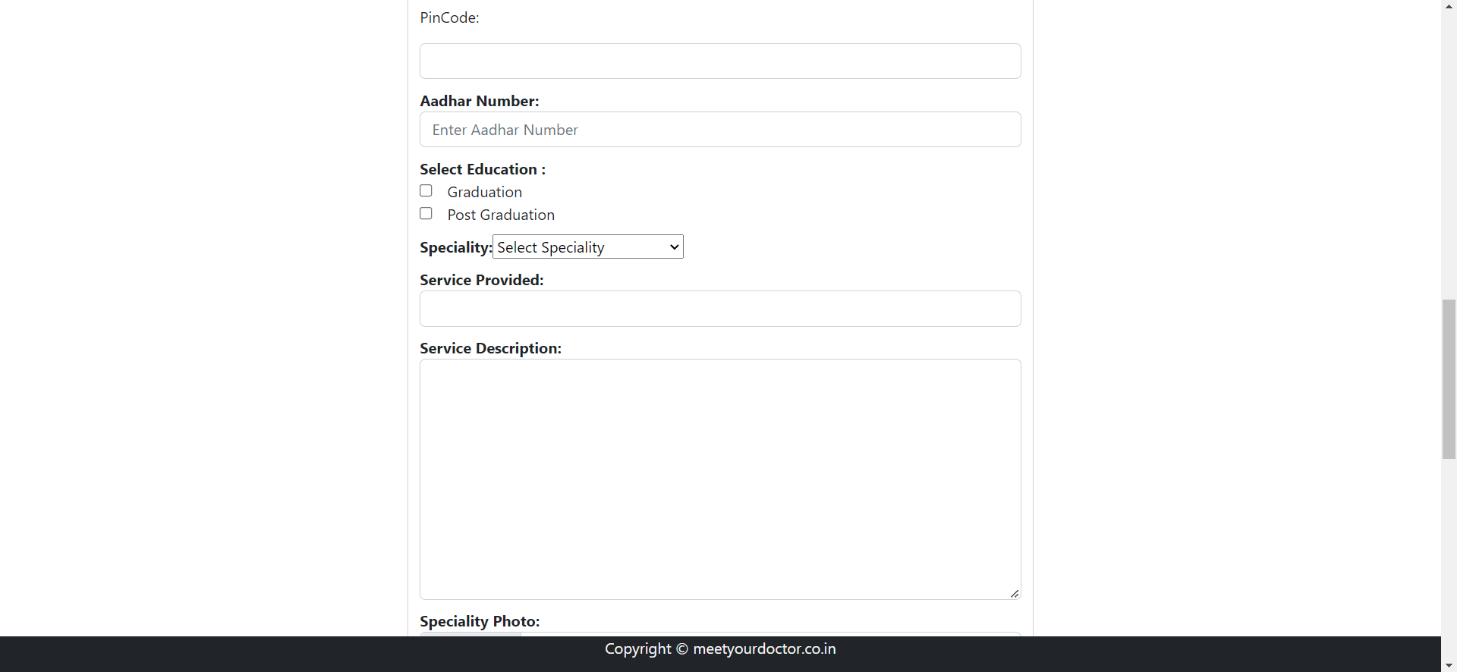 PinCode:
Aadhar Number:
Enter Aadhar Number
Select Education :
Graduation
Post Graduation
Speciality: Select Speciality
Service Provided:
Service Description:
Speciality Photo:
Copyright © meetyourdoctor.co.in